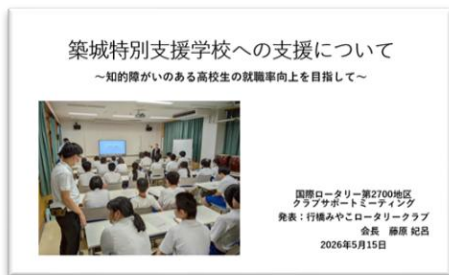 築城特別支援学校への支援について
～知的障がいのある高校生の就職率向上を目指して～
国際ロータリー第2700地区
クラブサポートミーティング
発表：行橋みやこロータリークラブ
会長　藤原 妃呂
2026年5月15日